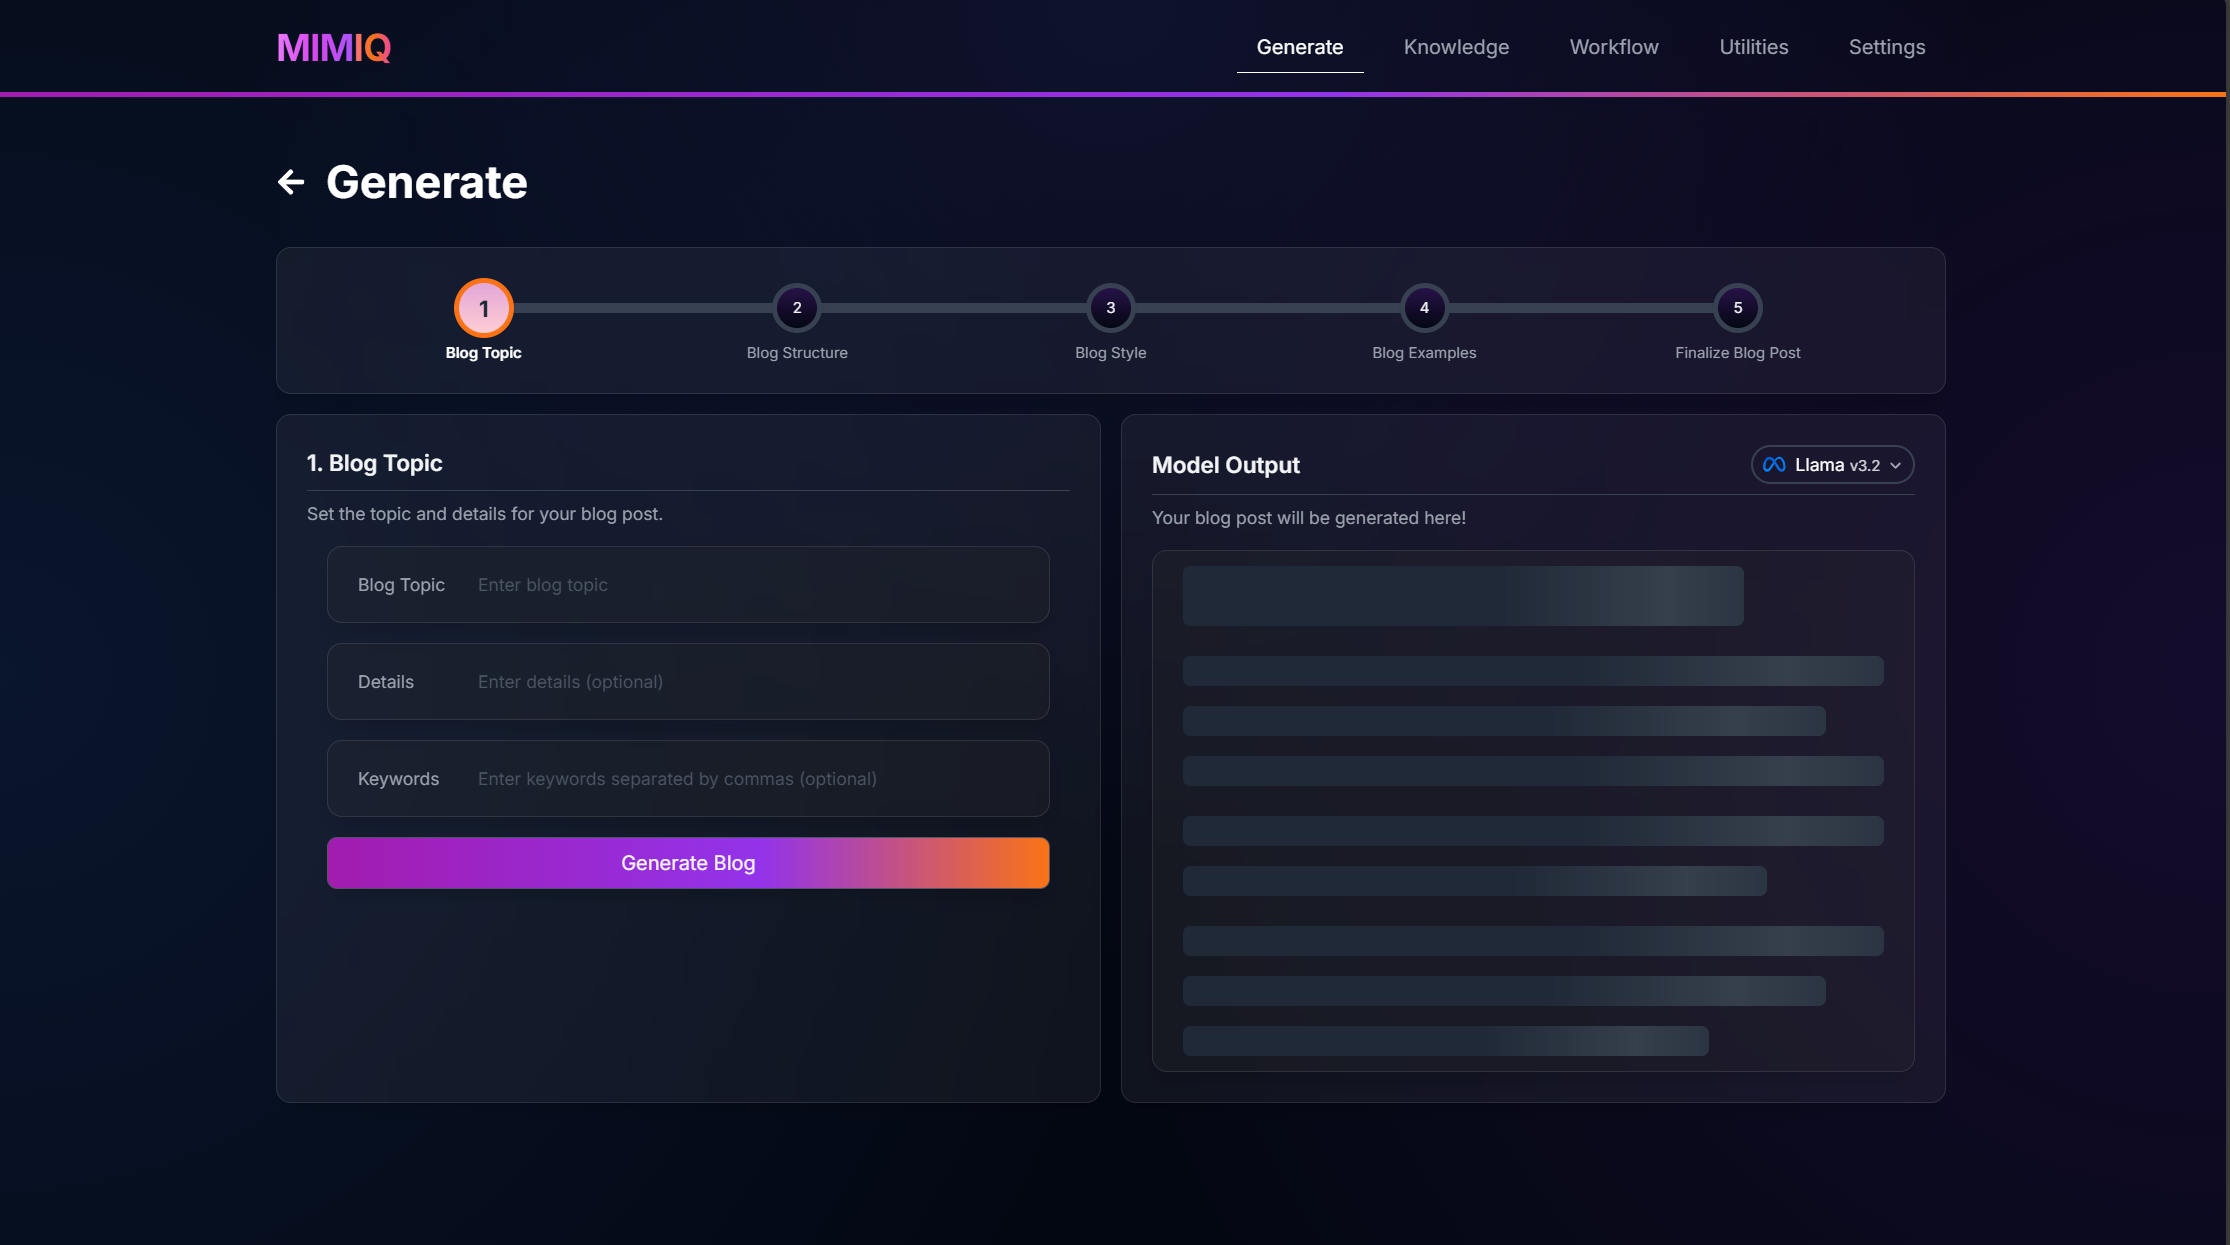 MIMIQ
Generate
Knowledge
Workflow
Utilities
Settings
Generate
1
2
3
4
5
Blog Topic
Blog Structure
Blog Style
Blog Examples
Finalize Blog Post
1. Blog Topic
Set the topic and details for your blog post.
Blog Topic
Enter blog topic
Details
Enter details (optional)
Keywords
Enter keywords separated by commas (optional)
Generate Blog
Model Output
Llama v3.2
Your blog post will be generated here!